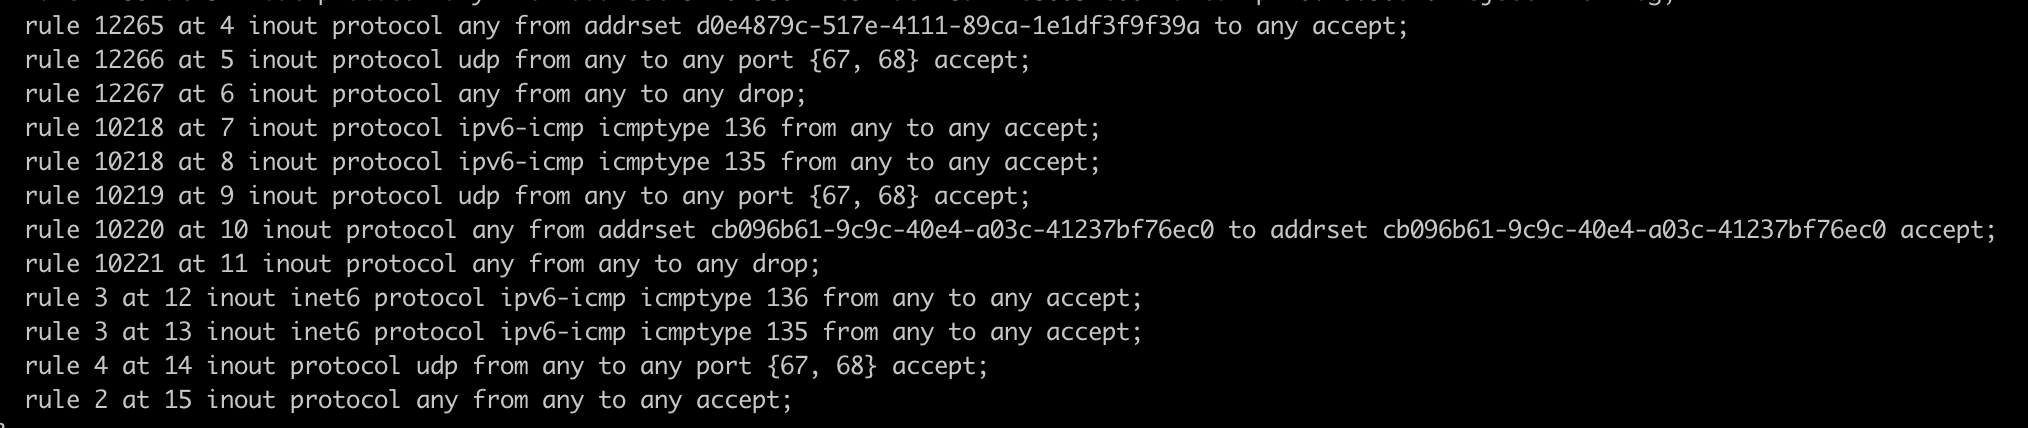 rule 12265 at 4 inout protocol any from addrset d0e4879c-517e-4111-89ca-1e1df3f9f39a to any accept;
rule 12266 at 5 inout protocol udp from any to any port {67, 68} accept;
rule 12267 at 6 inout protocol any from any to any drop;
rule 10218 at 7 inout protocol ipv6-icmp icmptype 136 from any to any accept;
rule 10218 at 8 inout protocol ipv6-icmp icmptype 135 from any to any accept;
rule 10219 at 9 inout protocol udp from any to any port {67, 68} accept;
rule 10220 at 10 inout protocol any from addrset cb096b61-9c9c-40e4-a03c-41237bf76ec0 to addrset cb096b61-9c9c-40e4-a03c-41237bf76ec0 accept;
rule 10221 at 11 inout protocol any from any to any drop;
rule 3 at 12 inout inet6 protocol ipv6-icmp icmptype 136 from any to any accept;
rule 3 at 13 inout inet6 protocol ipv6-icmp icmptype 135 from any to any accept;
rule 4 at 14 inout protocol udp from any to any port {67, 68} accept;
rule 2 at 15 inout protocol any from any to any accept;